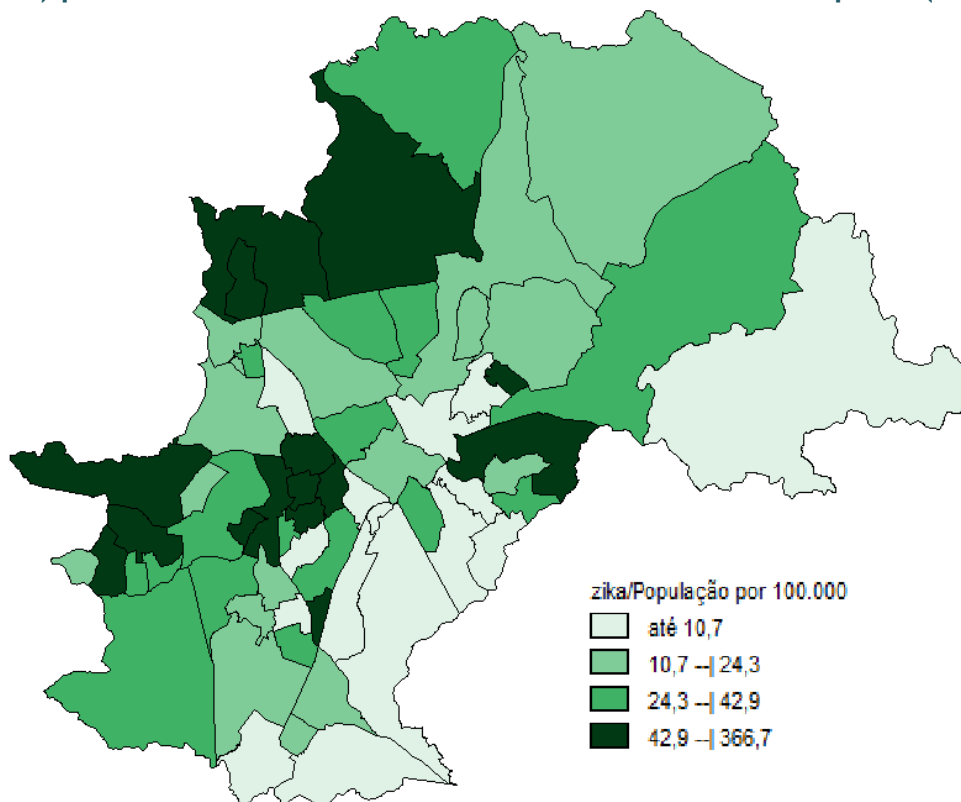 zika/População por 100.000
até 10,7
10,7 --| 24,3
24,3 --| 42,9
42,9 --| 366,7